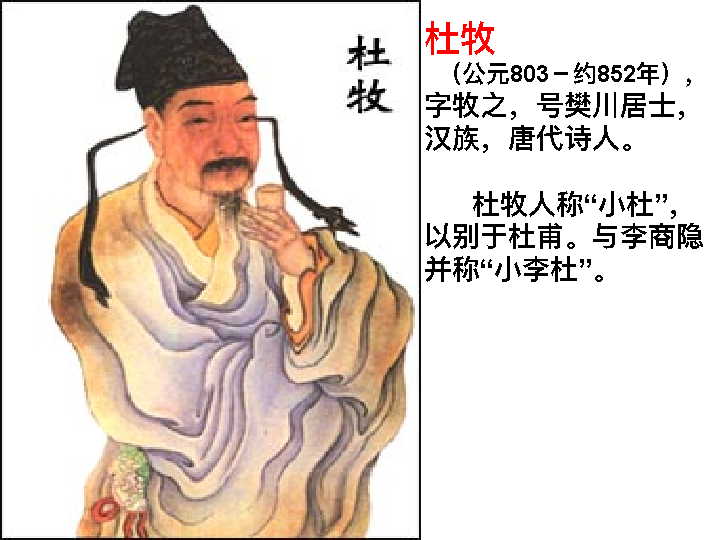 杜
牧
杜牧
（公元803－约852年），
字牧之，号樊川居士，
汉族，唐代诗人。
杜牧人称“小杜”，
以别于杜甫。与李商隐
并称“小李杜”。